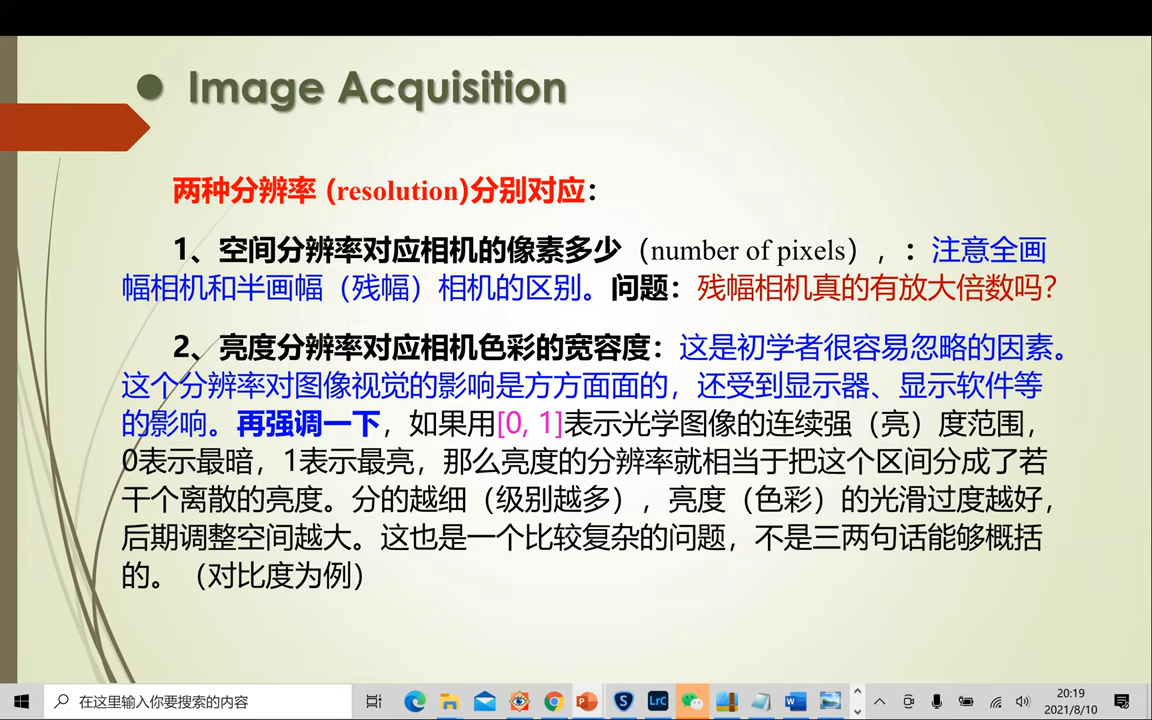 ● Image Acquisition
两种分辨率 (resolution)分别对应：
1、空间分辨率对应相机的像素多少（number of pixels），：注意全画
幅相机和半画幅（残幅）相机的区别。问题：残幅相机真的有放大倍数吗？
2、亮度分辨率对应相机色彩的宽容度：这是初学者很容易忽略的因素。
这个分辨率对图像视觉的影响是方方面面的，还受到显示器、显示软件等
的影响。再强调一下，如果用[0, 1]表示光学图像的连续强（亮）度范围，
0表示最暗，1表示最亮，那么亮度的分辨率就相当于把这个区间分成了若
干个离散的亮度。分的越细（级别越多），亮度（色彩）的光滑过度越好，
后期调整空间越大。这也是一个比较复杂的问题，不是三两句话能够概括
的。（对比度为例）
在这里输入你要搜索的内容
LrC
20:19
2021/8/10